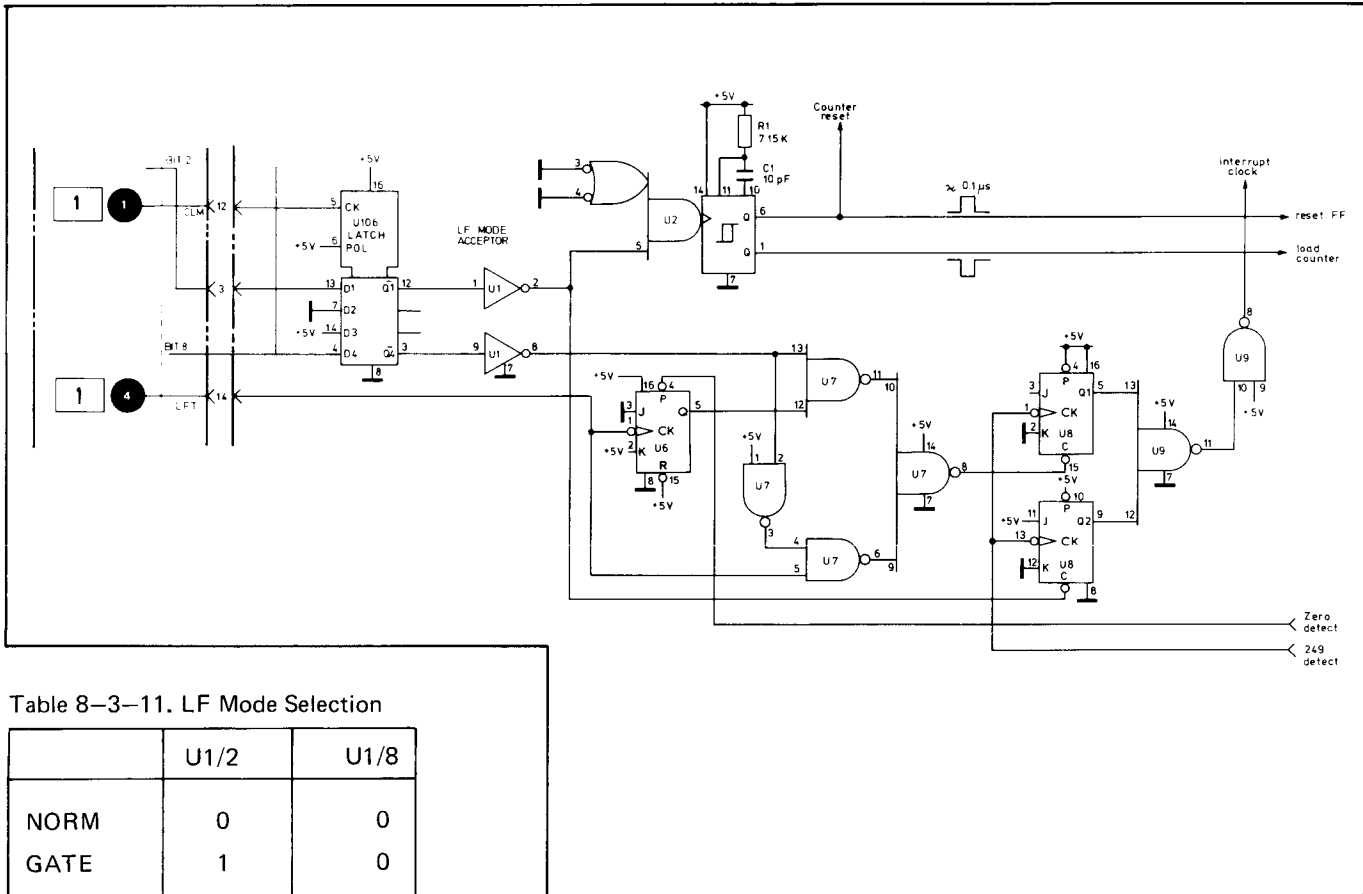 +5V
R1
7.15K
C1
10 pF
Counter
reset
interrupt
clock
BIT 2
+5V
16
3
4
14
11
10
≈ 0.1 µs
1
1
12
5
CK
U106
LATCH
POL
+5V
6
LF MODE
ACCEPTOR
U2
5
Q
6
reset FF
Q
1
load
counter
7
3
13
D1
Q̅1
12
1
U1
2
7
D2
+5V
14
D3
BIT 8
4
D4
Q̅4
3
9
U1
8
7
8
8
U9
10
9
+5V
13
12
U7
11
10
+5V
4
16
P
3
J
Q1
5
13
1
CK
2
K
U8
C
15
+5V
14
U9
11
7
1
4
LFT
14
+5V
16
4
P
3
J
Q
5
1
CK
+5V
2
K
U6
R
8
15
+5V
+5V
1
2
U7
3
4
5
U7
6
9
+5V
14
U7
8
7
+5V
10
P
+5V
11
J
Q2
9
12
13
CK
12
K
U8
C
8
Zero
detect
249
detect
Table 8–3–11. LF Mode Selection
U1/2 U1/8
NORM 0 0
GATE 1 0